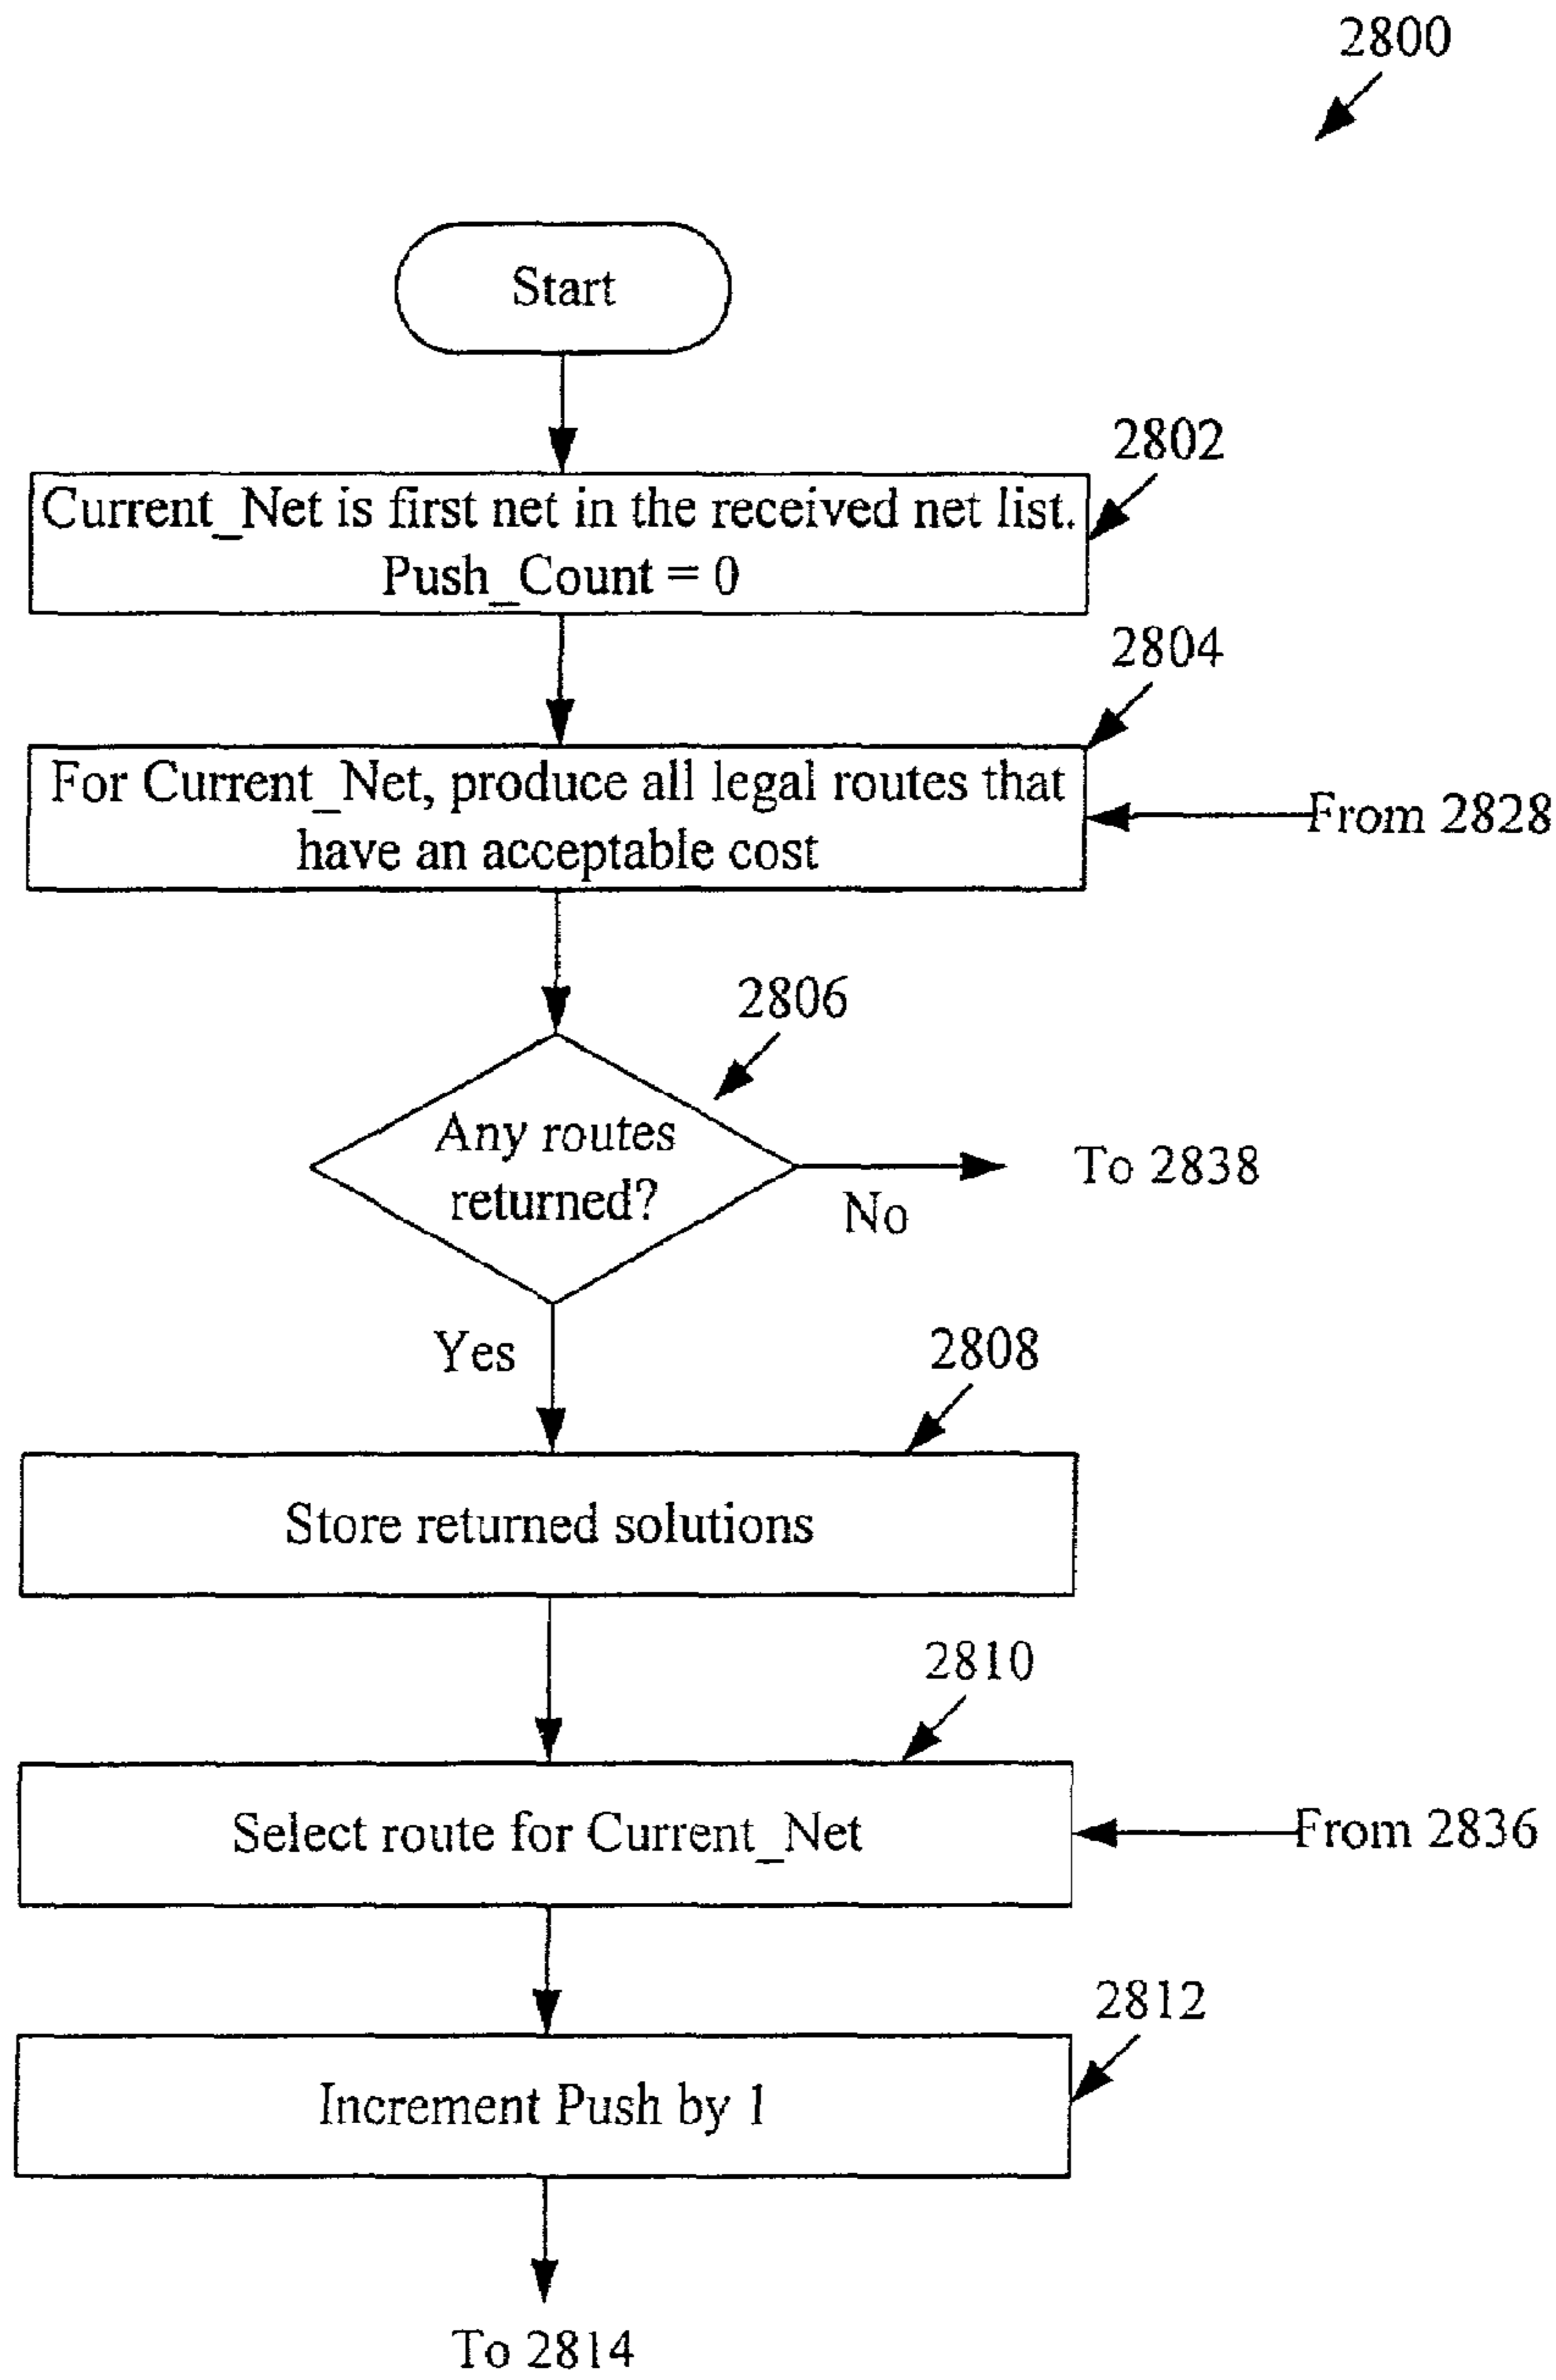 2800
Start
2802
Current_Net is first net in the received net list.
Push_Count = 0
2804
For Current_Net, produce all legal routes that
have an acceptable cost
From 2828
2806
Any routes
returned?
To 2838
No
Yes
2808
Store returned solutions
2810
Select route for Current_Net
From 2836
2812
Increment Push by 1
To 2814